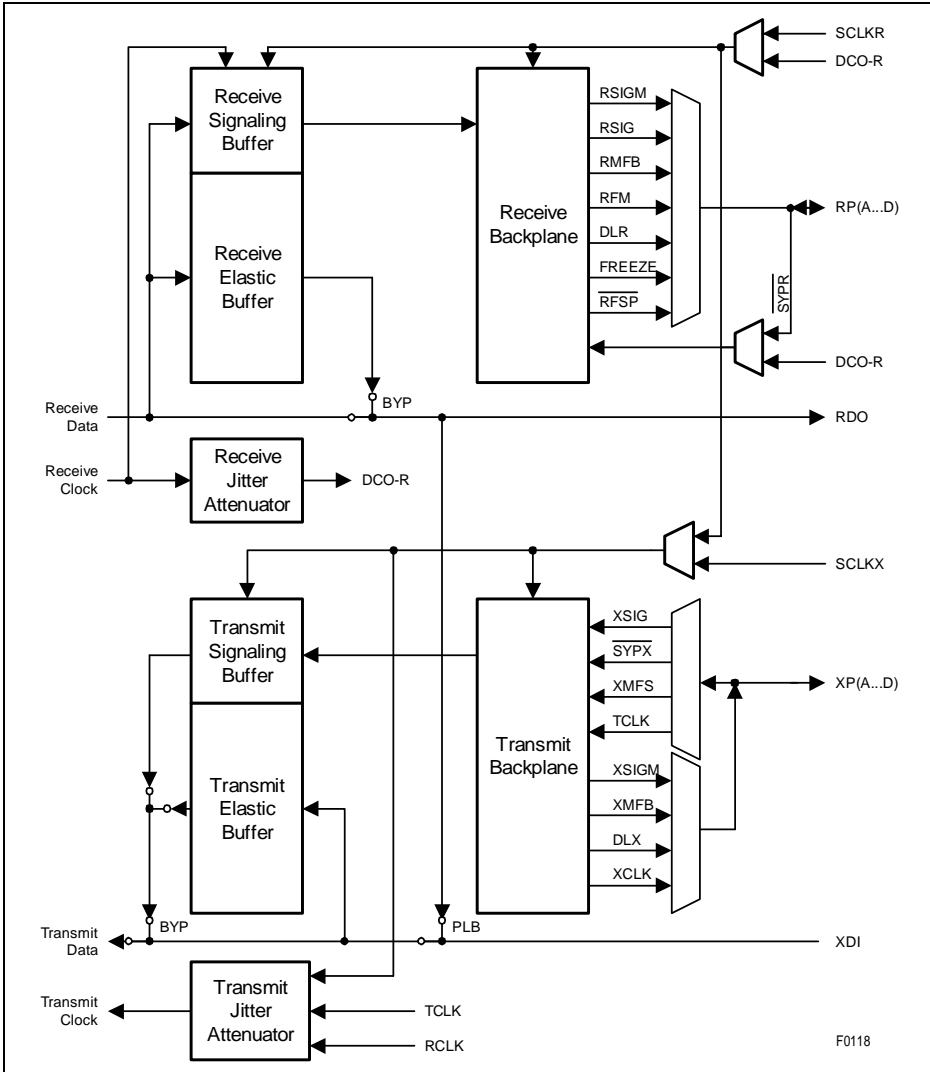 SCLKR
DCO-R
Receive
Signaling
Buffer
Receive
Elastic
Buffer
Receive
Backplane
RSIGM
RSIG
RMFB
RFM
DLR
FREEZE
RFSP
RP(A...D)
SYPR
DCO-R
BYP
Receive
Data
RDO
Receive
Clock
Receive
Jitter
Attenuator
DCO-R
SCLKX
Transmit
Signaling
Buffer
Transmit
Elastic
Buffer
Transmit
Backplane
XSIG
SYPX
XMFS
TCLK
XSIGM
XMFB
DLX
XCLK
XP(A...D)
BYP
PLB
Transmit
Data
XDI
Transmit
Clock
Transmit
Jitter
Attenuator
TCLK
RCLK
F0118